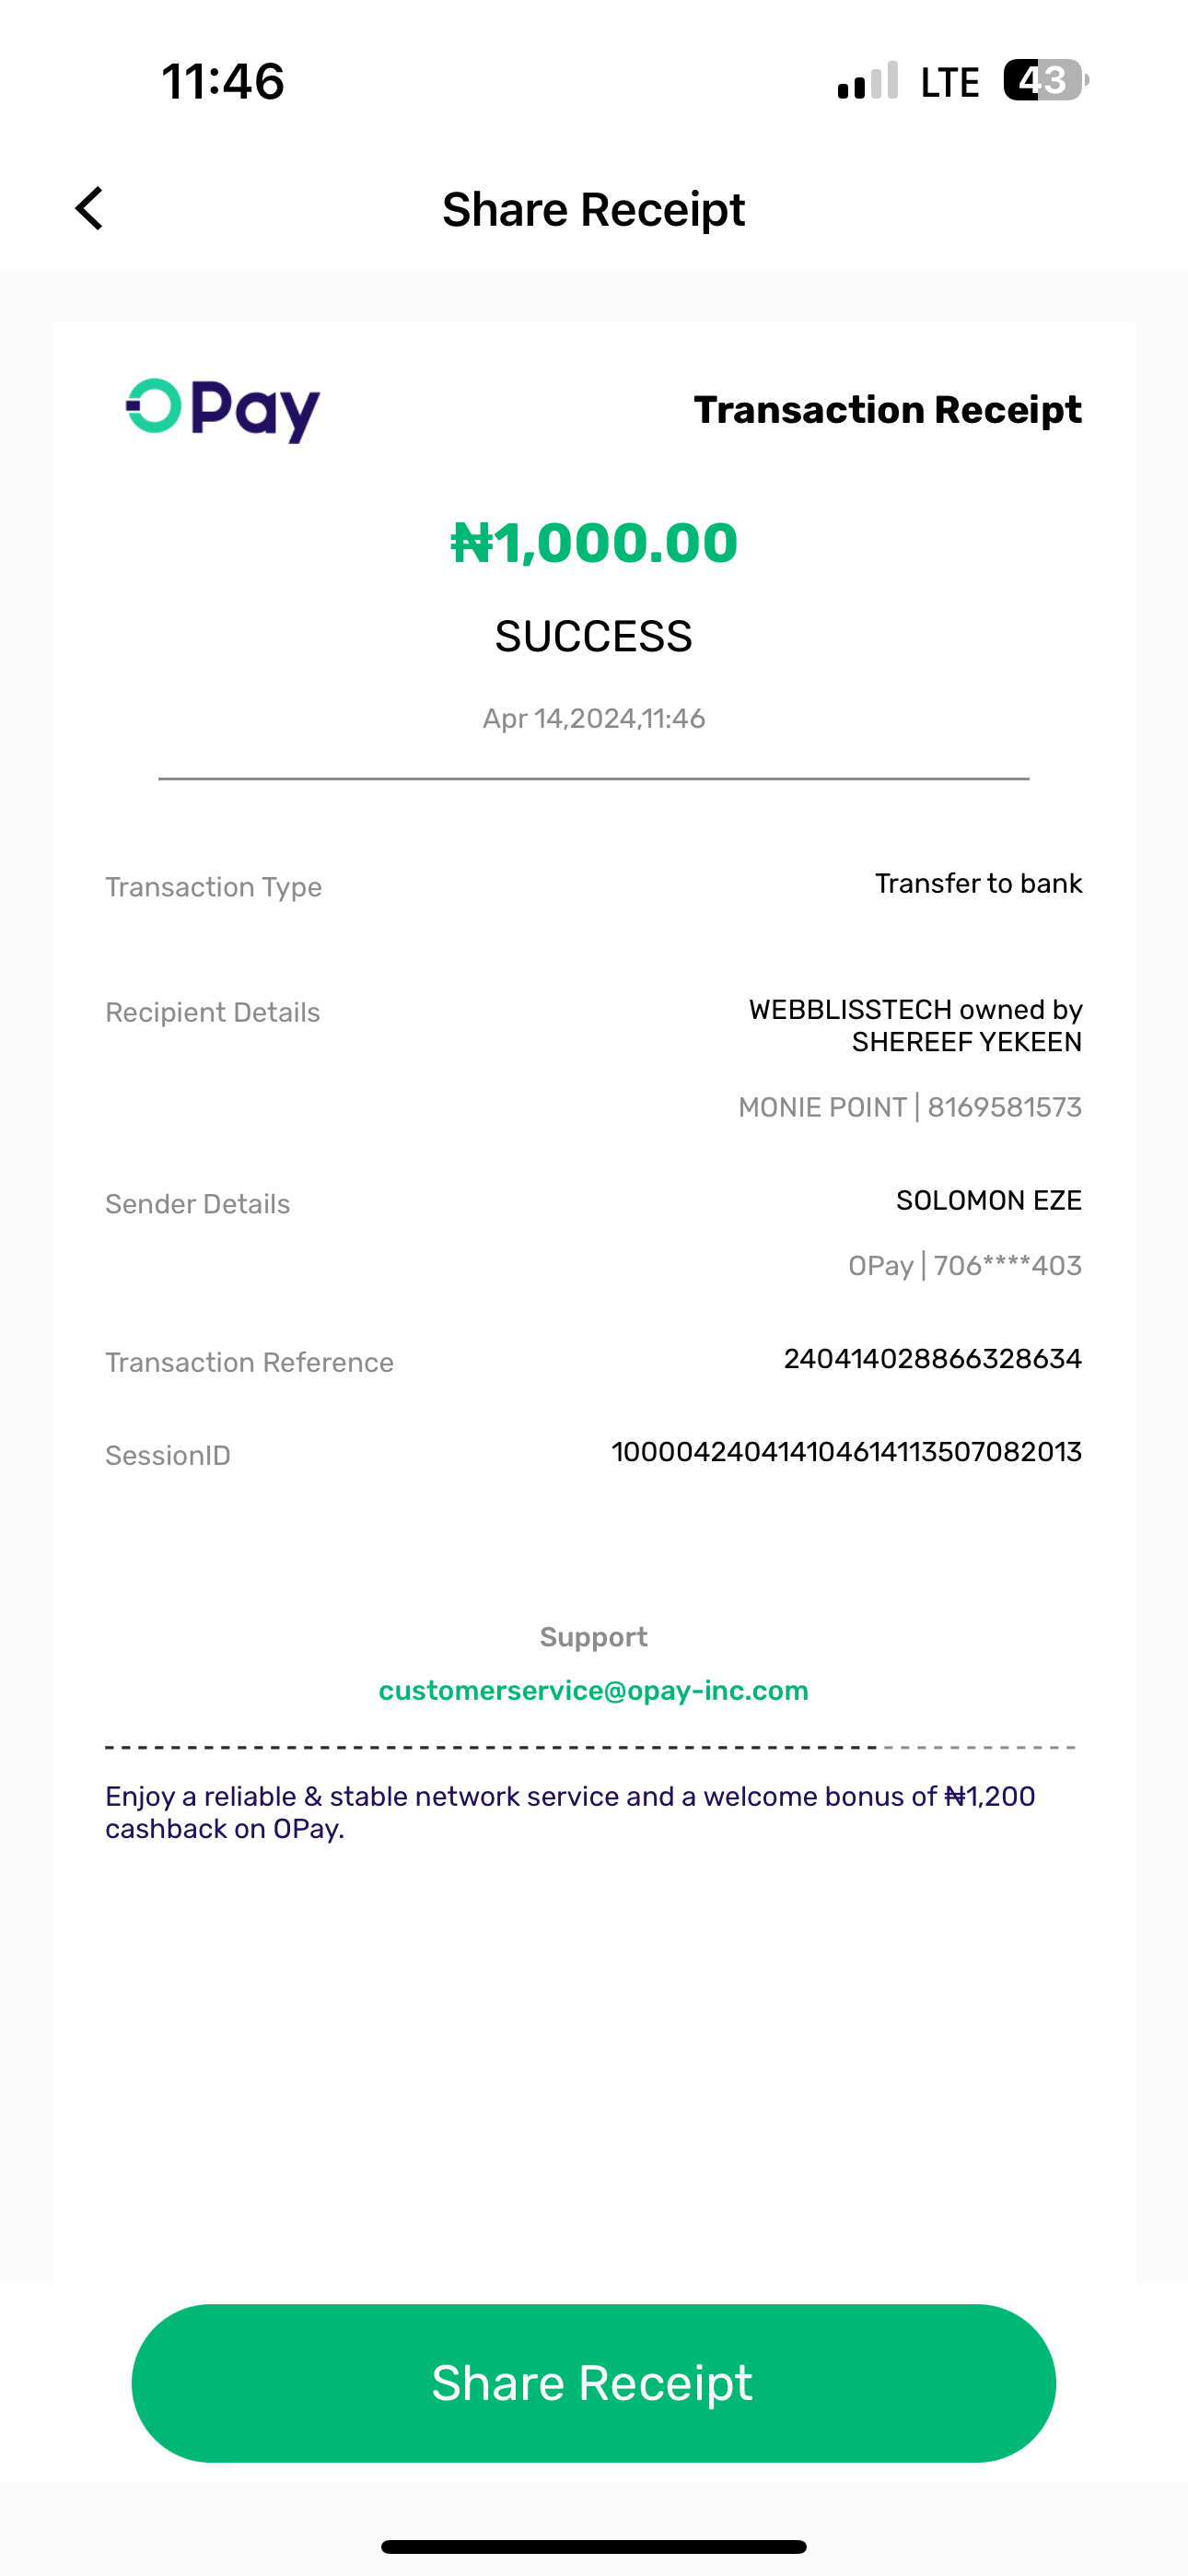 11:46 LTE 43
Share Receipt
OPay Transaction Receipt
₦1,000.00
SUCCESS
Apr 14,2024,11:46
Transaction Type Transfer to bank
Recipient Details WEBBLISSTECH owned by
SHEREEF YEKEEN
MONIE POINT | 8169581573
Sender Details SOLOMON EZE
OPay | 706****403
Transaction Reference 240414028866328634
SessionID 100004240414104614113507082013
Support
customerservice@opay-inc.com
Enjoy a reliable & stable network service and a welcome bonus of ₦1,200
cashback on OPay.
Share Receipt